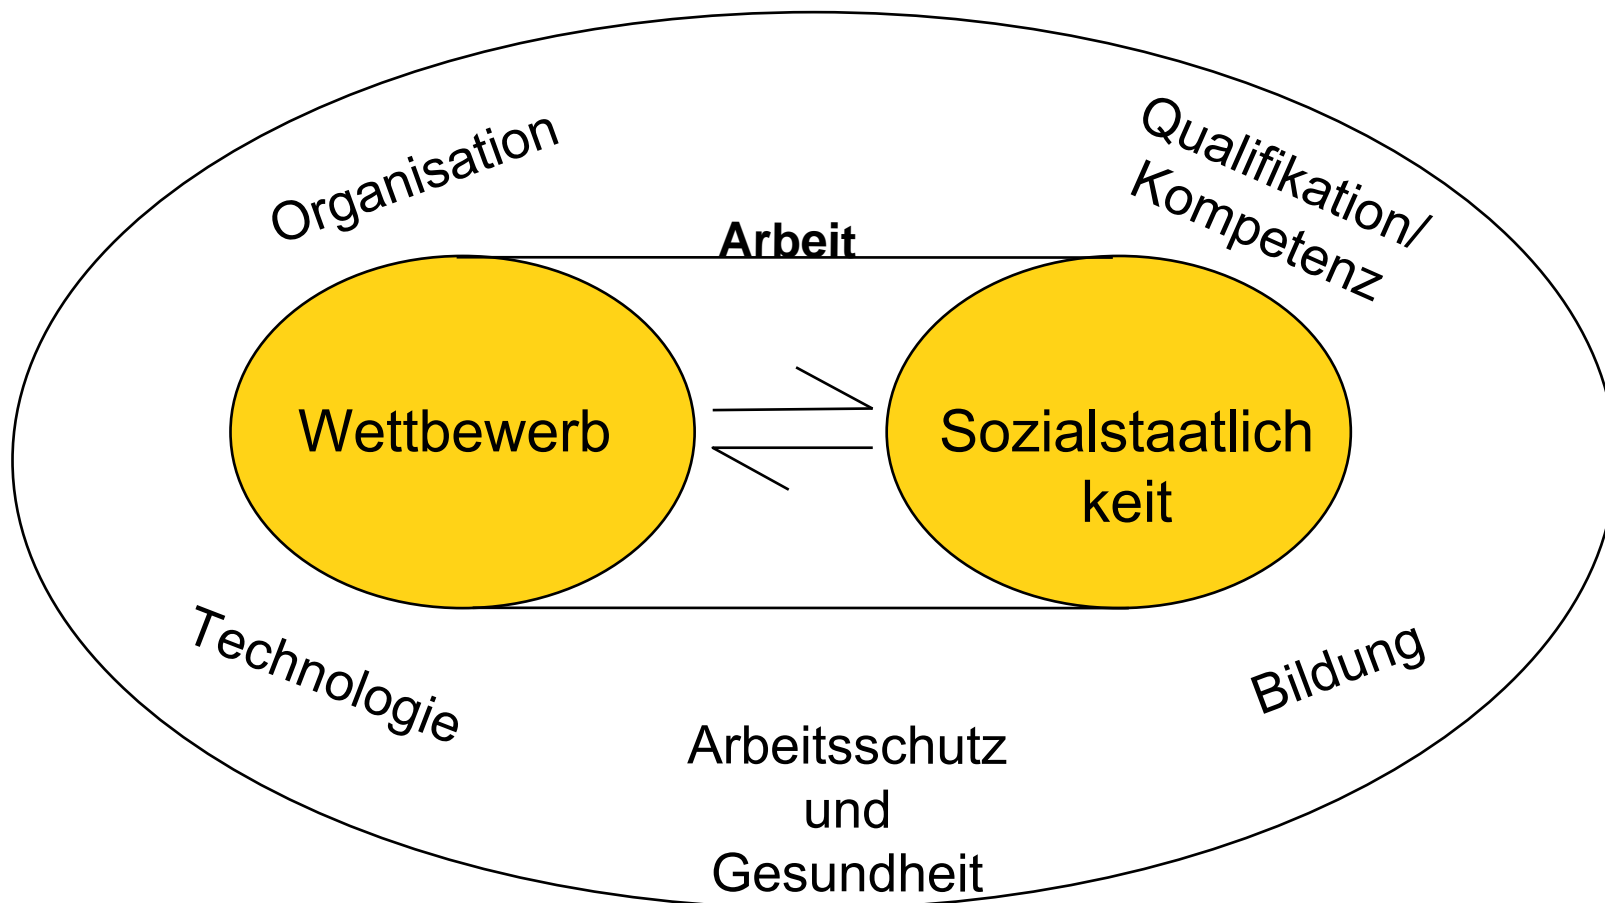 Organisation
Qualifikation/
Kompetenz
Arbeit
Wettbewerb
Sozialstaatlich
keit
Technologie
Bildung
Arbeitsschutz
und
Gesundheit